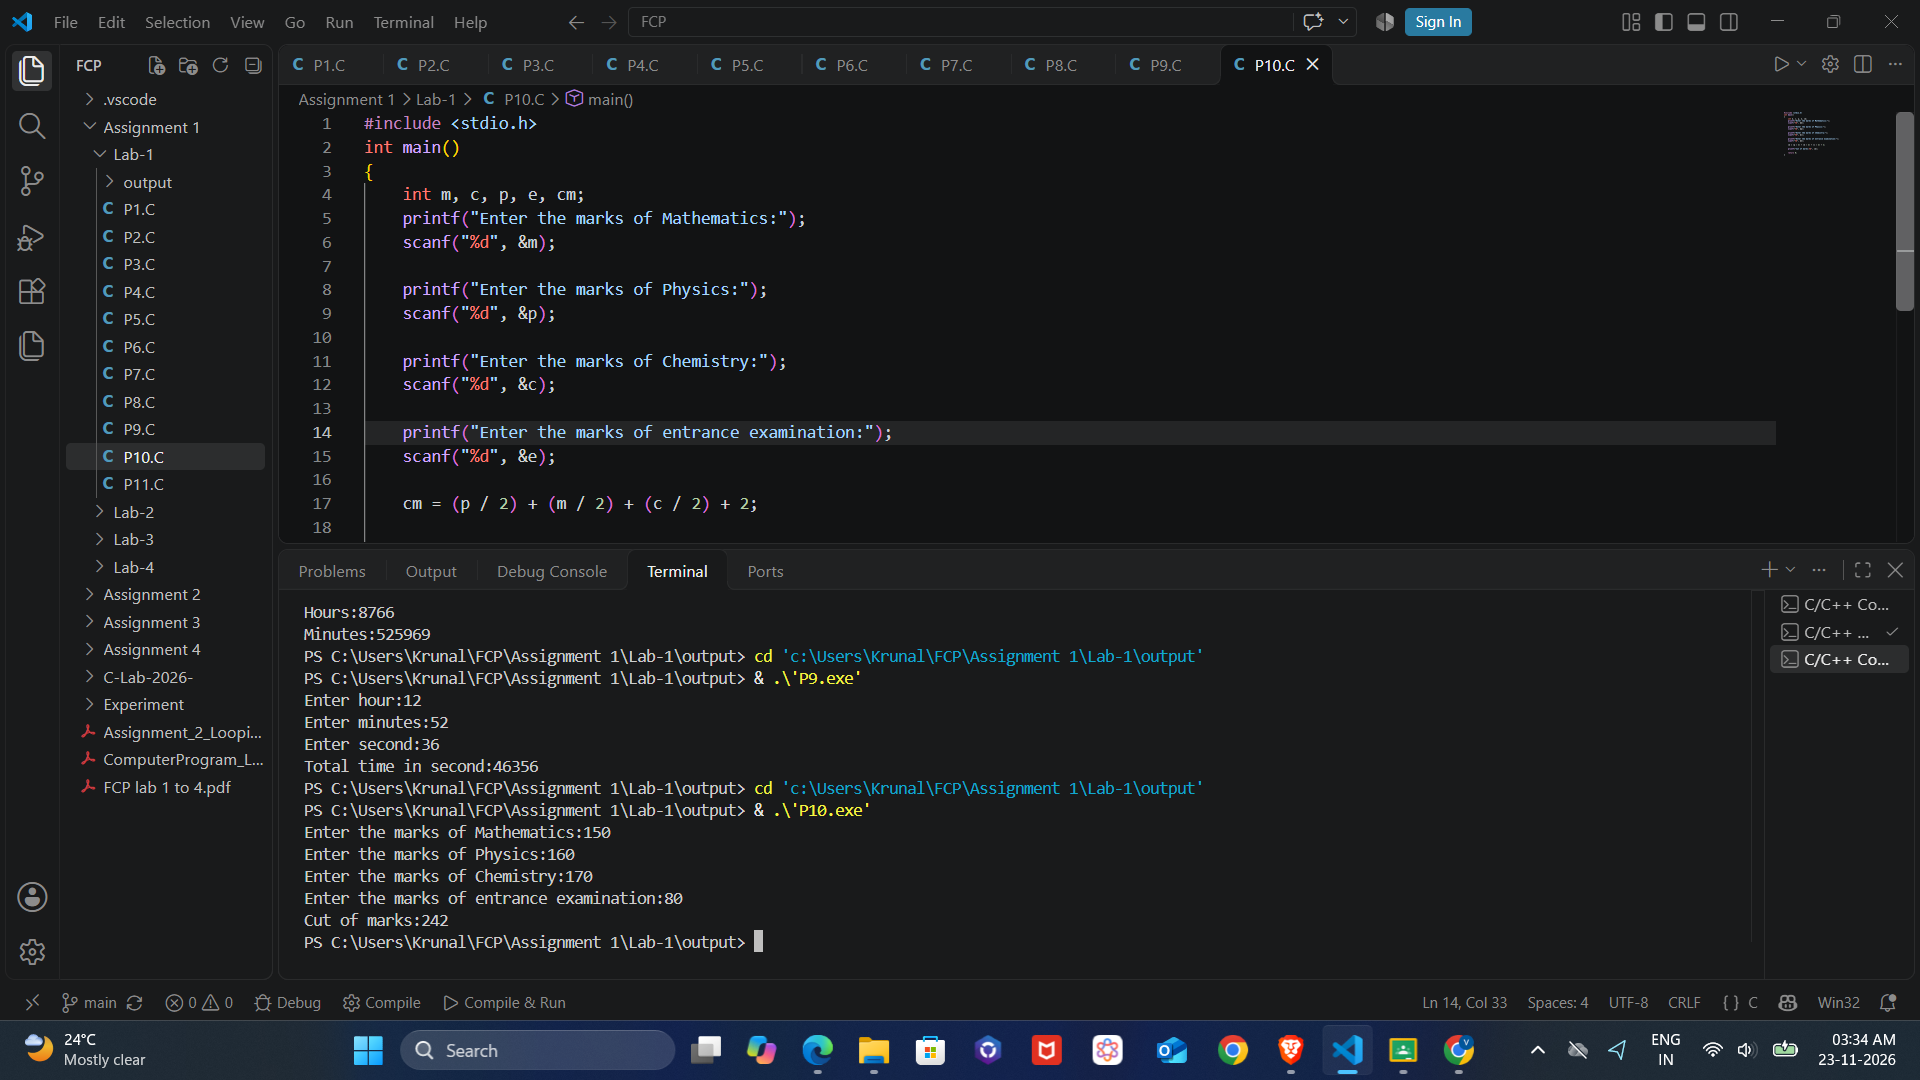 File Edit Selection View Go Run Terminal Help FCP Sign In
FCP
.vscode
Assignment 1
Lab-1
output
C P1.C
C P2.C
C P3.C
C P4.C
C P5.C
C P6.C
C P7.C
C P8.C
C P9.C
C P10.C
C P11.C
Lab-2
Lab-3
Lab-4
Assignment 2
Assignment 3
Assignment 4
C-Lab-2026-
Experiment
Assignment_2_Loopi...
ComputerProgram_L...
FCP lab 1 to 4.pdf
C P1.C C P2.C C P3.C C P4.C C P5.C C P6.C C P7.C C P8.C C P9.C C P10.C
Assignment 1 > Lab-1 > C P10.C > main()
1 #include <stdio.h>
2 int main()
3 {
4 int m, c, p, e, cm;
5 printf("Enter the marks of Mathematics:");
6 scanf("%d", &m);
7
8 printf("Enter the marks of Physics:");
9 scanf("%d", &p);
10
11 printf("Enter the marks of Chemistry:");
12 scanf("%d", &c);
13
14 printf("Enter the marks of entrance examination:");
15 scanf("%d", &e);
16
17 cm = (p / 2) + (m / 2) + (c / 2) + 2;
18
Problems Output Debug Console Terminal Ports
Hours:8766
Minutes:525969
PS C:\Users\Krunal\FCP\Assignment 1\Lab-1\output> cd 'c:\Users\Krunal\FCP\Assignment 1\Lab-1\output'
PS C:\Users\Krunal\FCP\Assignment 1\Lab-1\output> & .\'P9.exe'
Enter hour:12
Enter minutes:52
Enter second:36
Total time in second:46356
PS C:\Users\Krunal\FCP\Assignment 1\Lab-1\output> cd 'c:\Users\Krunal\FCP\Assignment 1\Lab-1\output'
PS C:\Users\Krunal\FCP\Assignment 1\Lab-1\output> & .\'P10.exe'
Enter the marks of Mathematics:150
Enter the marks of Physics:160
Enter the marks of Chemistry:170
Enter the marks of entrance examination:80
Cut of marks:242
PS C:\Users\Krunal\FCP\Assignment 1\Lab-1\output>
C/C++ Co...
C/C++ ...
C/C++ Co...
main 0 0 Debug Compile Compile & Run Ln 14, Col 33 Spaces: 4 UTF-8 CRLF {} C Win32
24°C
Mostly clear
Search
ENG
IN
03:34 AM
23-11-2026